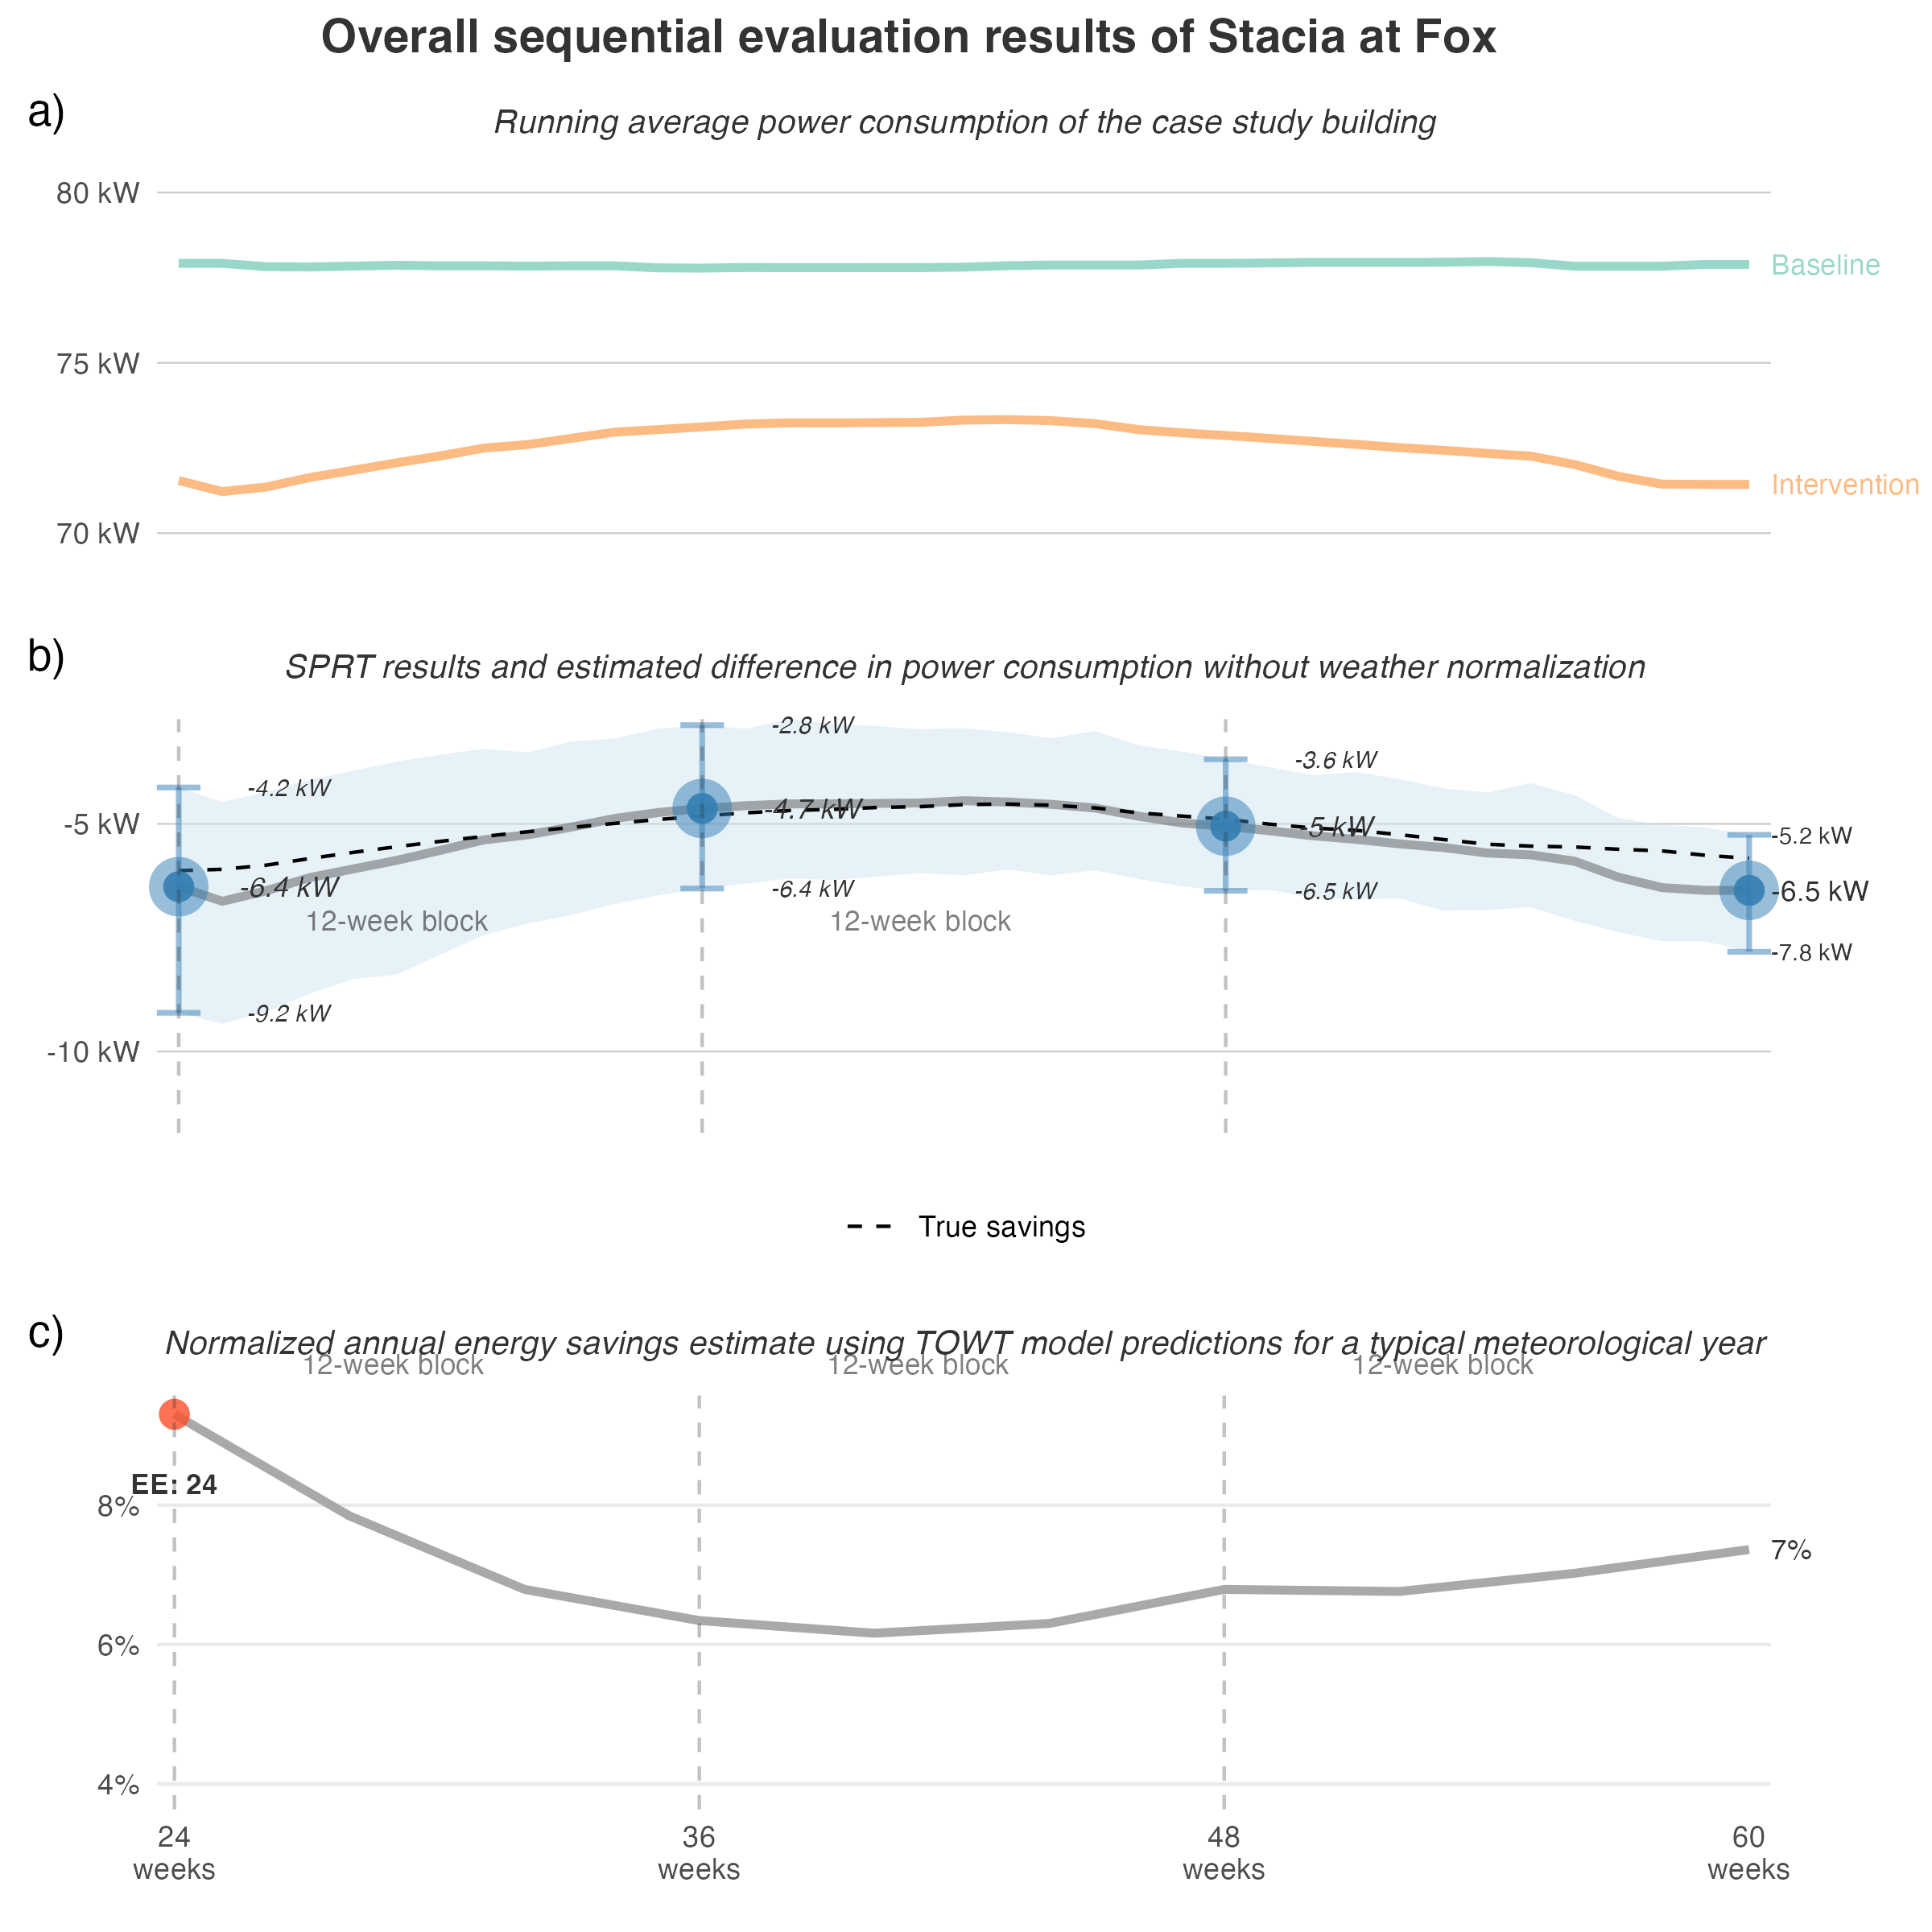 Overall sequential evaluation results of Stacia at Fox
a)
Running average power consumption of the case study building
80 kW
Baseline
75 kW
Intervention
70 kW
b)
SPRT results and estimated difference in power consumption without weather normalization
-2.8 kW
-3.6 kW
-4.2 kW
-4.7 kW
-5 kW
-5 kW
-5.2 kW
-6.4 kW
-6.4 kW
-6.5 kW
-6.5 kW
12-week block
12-week block
-7.8 kW
-9.2 kW
-10 kW
True savings
c)
Normalized annual energy savings estimate using TOWT model predictions for a typical meteorological year
12-week block
12-week block
12-week block
EE: 24
8%
7%
6%
4%
24 weeks
36 weeks
48 weeks
60 weeks